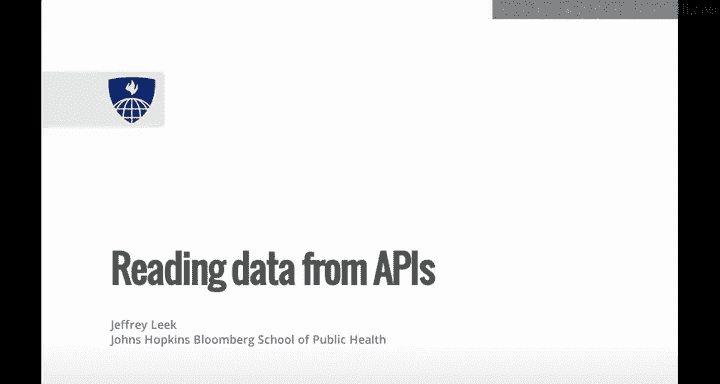 Reading data from APIs
Jeffrey Leek
Johns Hopkins Bloomberg School of Public Health